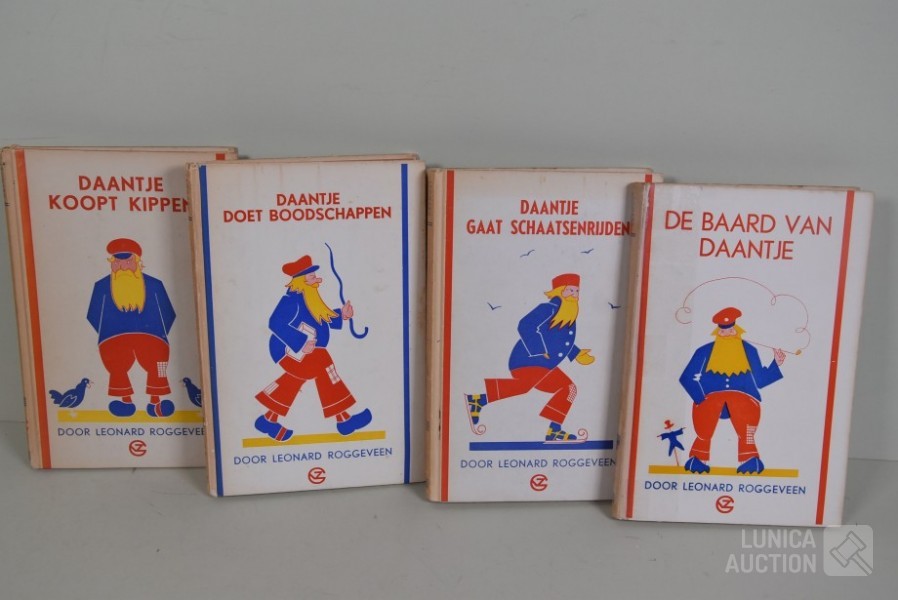 DAANTJE
KOOPT KIPPEN
DOOR LEONARD ROGGEVEEN
DAANTJE
DOET BOODSCHAPPEN
DOOR LEONARD ROGGEVEEN
DAANTJE
GAAT SCHAATSENRIJDEN
DOOR LEONARD ROGGEVEEN
DE BAARD VAN
DAANTJE
DOOR LEONARD ROGGEVEEN
LUNICA
AUCTION